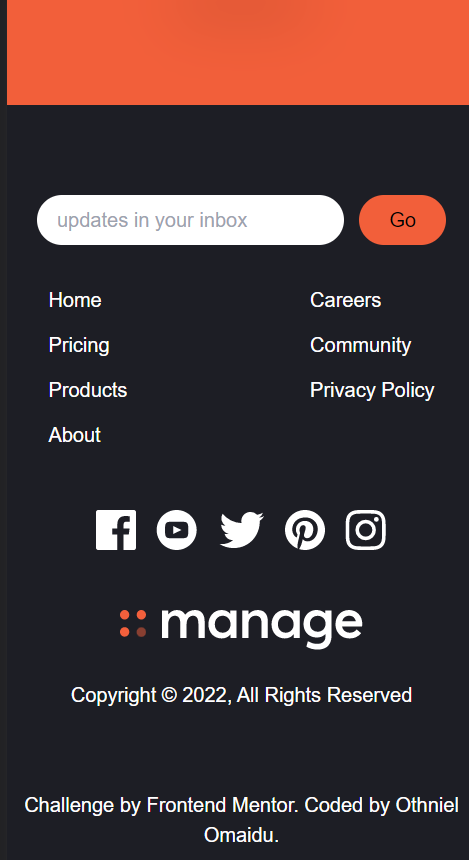 updates in your inbox
Go
Home
Careers
Pricing
Community
Products
Privacy Policy
About
manage
Copyright © 2022, All Rights Reserved
Challenge by Frontend Mentor. Coded by Othniel
Omaidu.